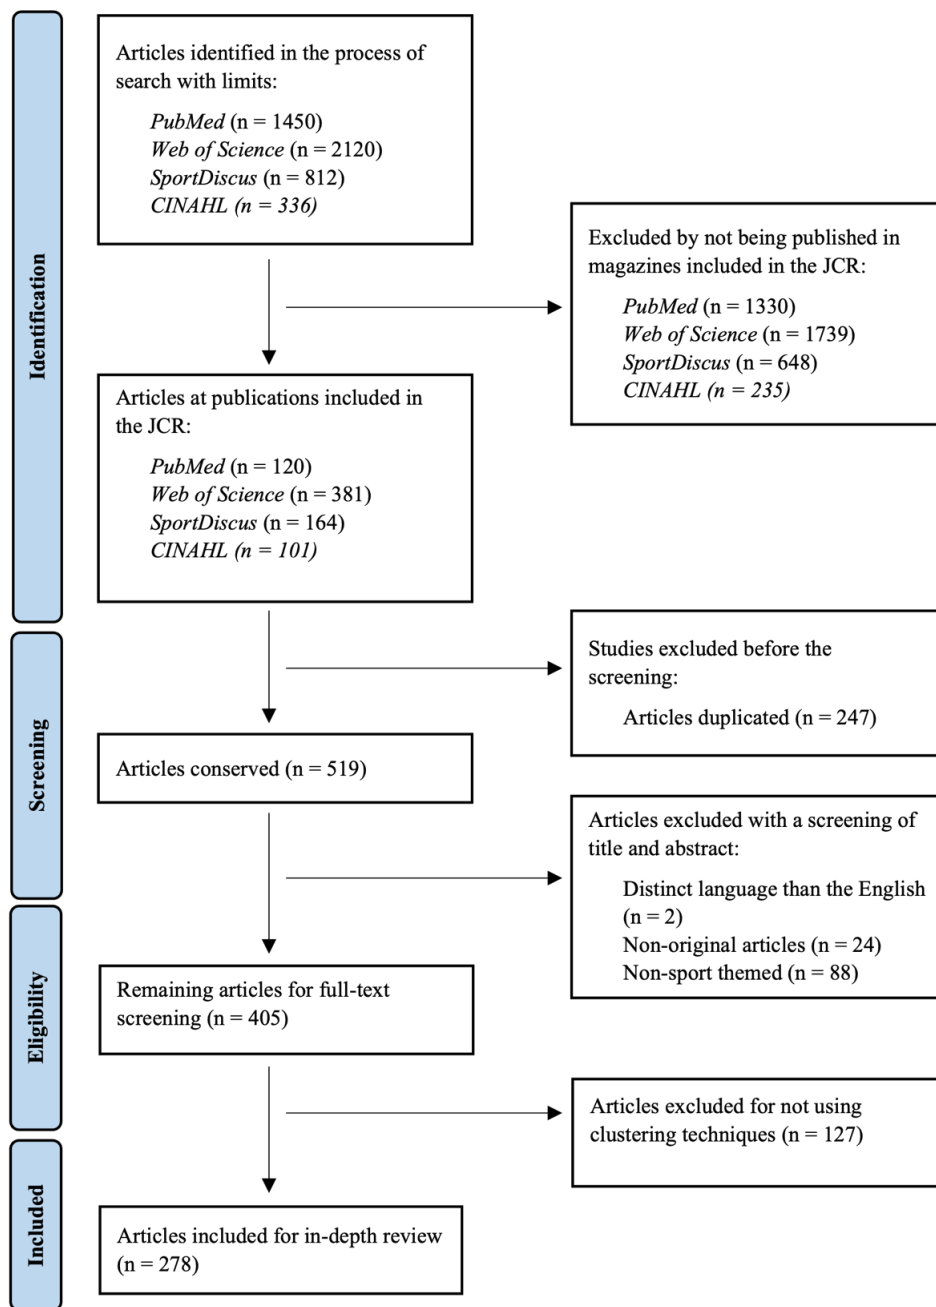 Identification
Articles identified in the process of
search with limits:
PubMed (n = 1450)
Web of Science (n = 2120)
SportDiscus (n = 812)
CINAHL (n = 336)
Excluded by not being published in
magazines included in the JCR:
PubMed (n = 1330)
Web of Science (n = 1739)
SportDiscus (n = 648)
CINAHL (n = 235)
Articles at publications included in
the JCR:
PubMed (n = 120)
Web of Science (n = 381)
SportDiscus (n = 164)
CINAHL (n = 101)
Screening
Studies excluded before the
screening:
Articles duplicated (n = 247)
Articles conserved (n = 519)
Articles excluded with a screening of
title and abstract:
Distinct language than the English
(n = 2)
Non-original articles (n = 24)
Non-sport themed (n = 88)
Eligibility
Remaining articles for full-text
screening (n = 405)
Articles excluded for not using
clustering techniques (n = 127)
Included
Articles included for in-depth review
(n = 278)